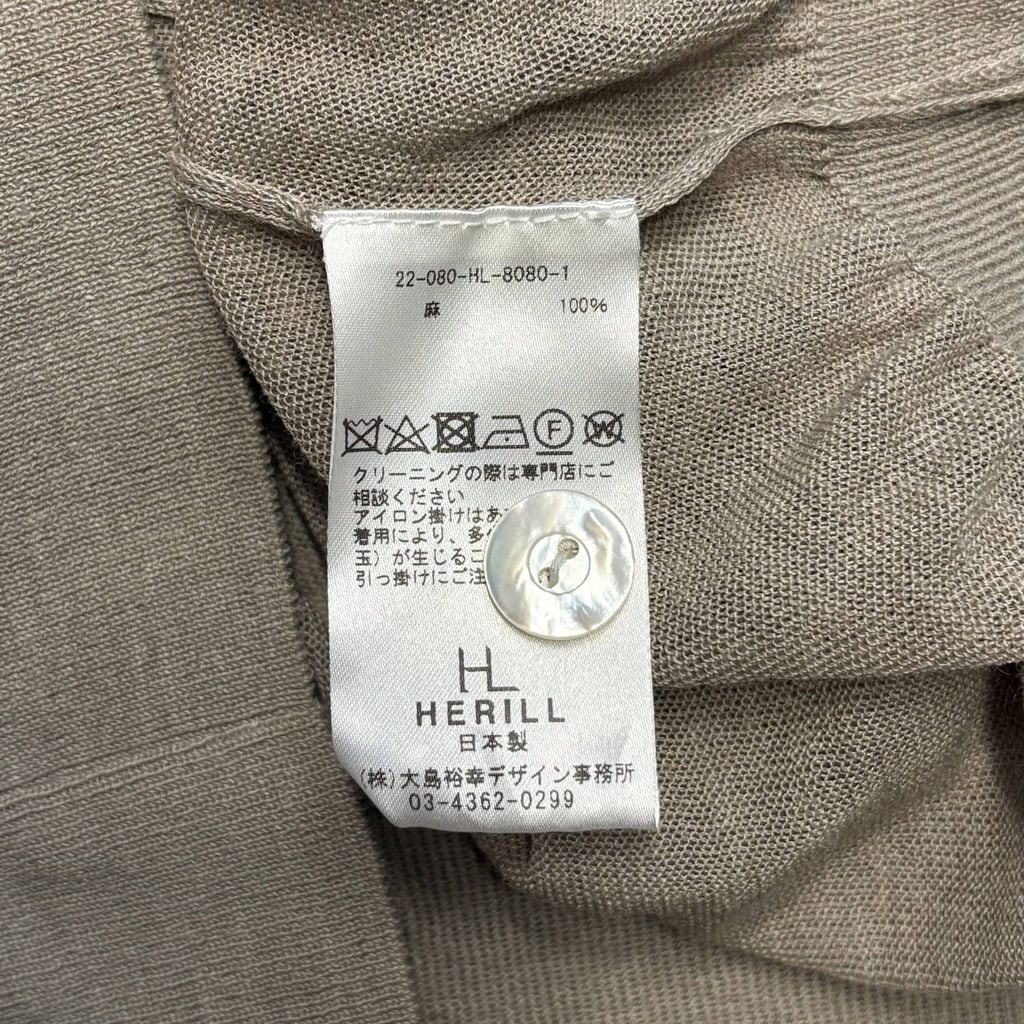 22-080-HL-8080-1
麻 100%
F W
クリーニングの際は専門店にご
相談ください
アイロン掛けはあ
着用により、多
玉)が生じるこ
引っ掛けにご注
HL
HERILL
日本製
(株)大島裕幸デザイン事務所
03-4362-0299